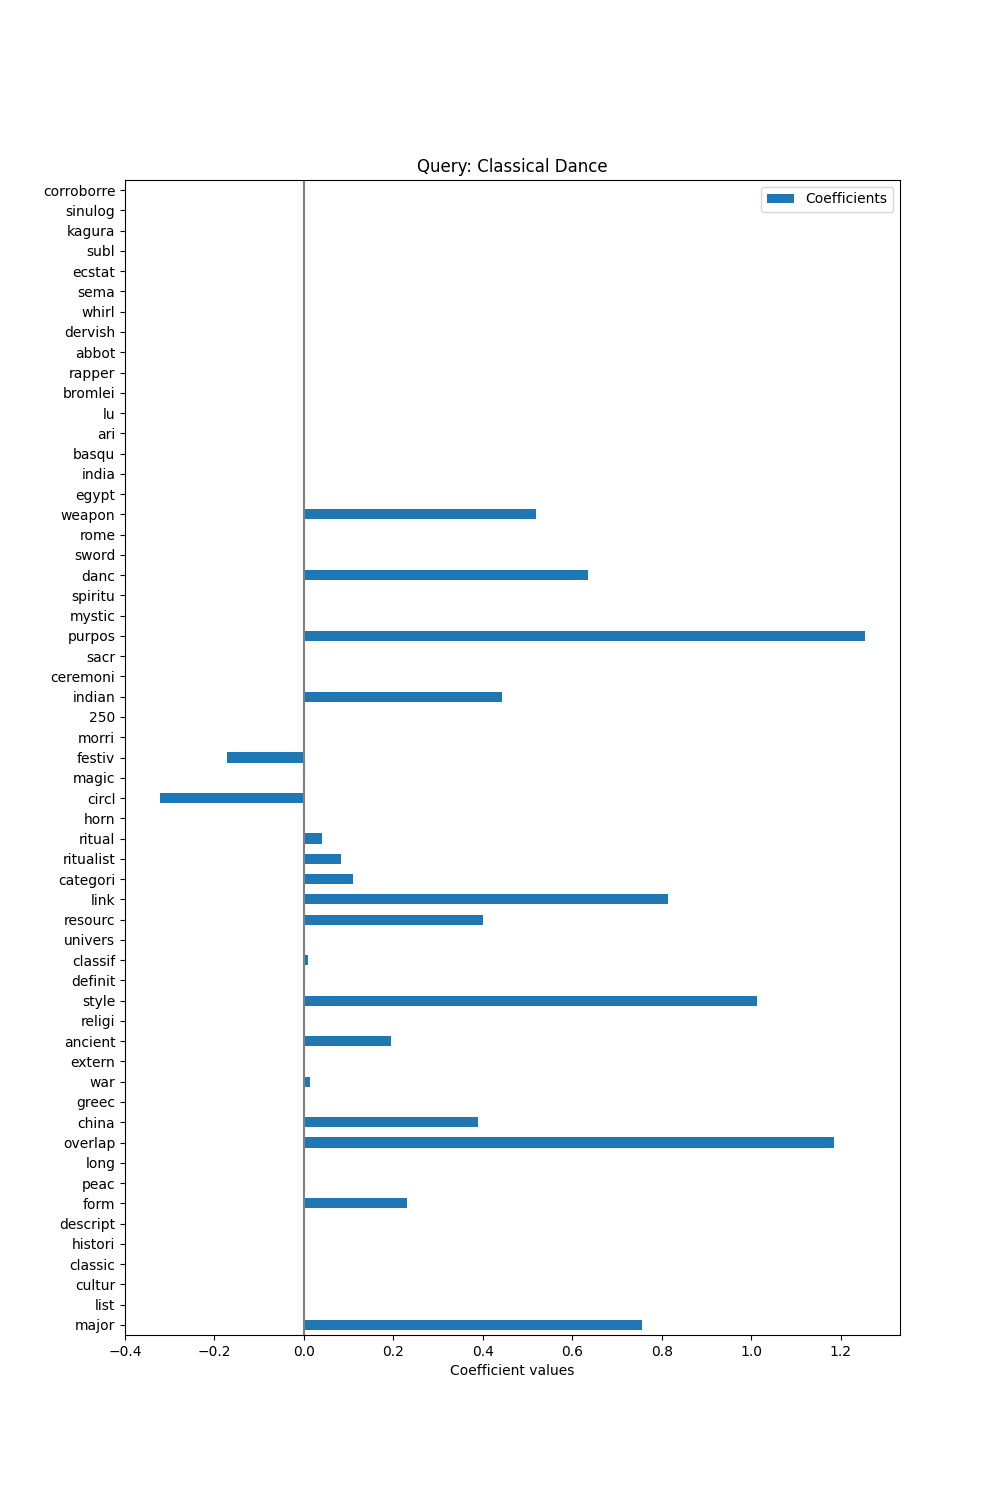 Query: Classical Dance
Coefficients
corroborre
sinulog
kagura
subl
ecstat
sema
whirl
dervish
abbot
rapper
bromlei
lu
ari
basqu
india
egypt
weapon
rome
sword
danc
spiritu
mystic
purpos
sacr
ceremoni
indian
250
morri
festiv
magic
circl
horn
ritual
ritualist
categori
link
resourc
univers
classif
definit
style
religi
ancient
extern
war
greec
china
overlap
long
peac
form
descript
histori
classic
cultur
list
major
−0.4 −0.2 0.0 0.2 0.4 0.6 0.8 1.0 1.2
Coefficient values